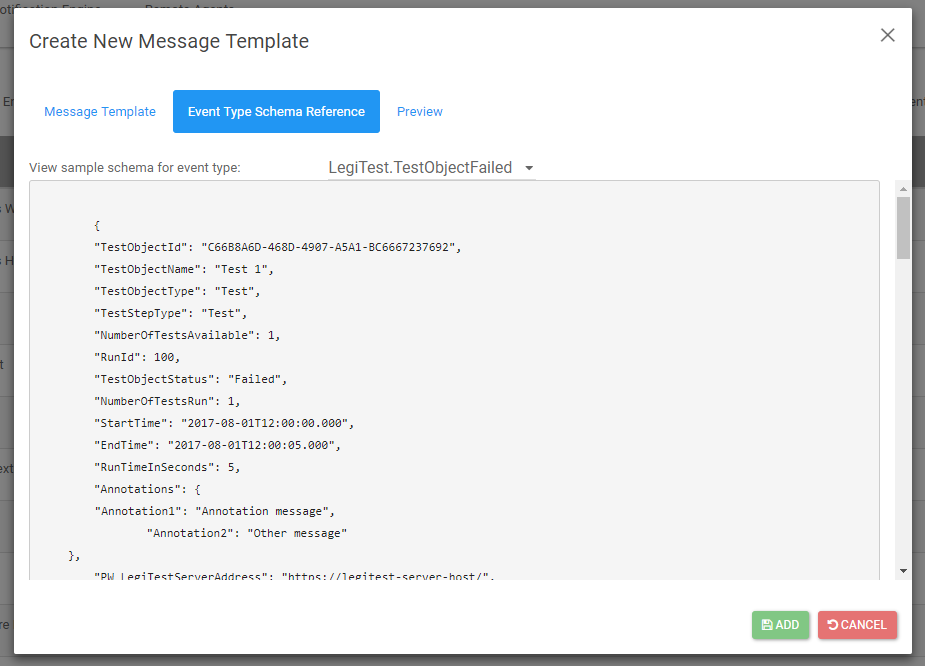 Create New Message Template
Message Template
Event Type Schema Reference
Preview
View sample schema for event type:
LegiTest.TestObjectFailed
{
"TestObjectId": "C66B8A6D-468D-4907-A5A1-BC6667237692",
"TestObjectName": "Test 1",
"TestObjectType": "Test",
"TestStepType": "Test",
"NumberOfTestsAvailable": 1,
"RunId": 100,
"TestObjectStatus": "Failed",
"NumberOfTestsRun": 1,
"StartTime": "2017-08-01T12:00:00.000",
"EndTime": "2017-08-01T12:00:05.000",
"RunTimeInSeconds": 5,
"Annotations": {
"Annotation1": "Annotation message",
"Annotation2": "Other message"
},
"PW_LegiTestServerAddress": "https://legitest-server-host/",
ADD
CANCEL